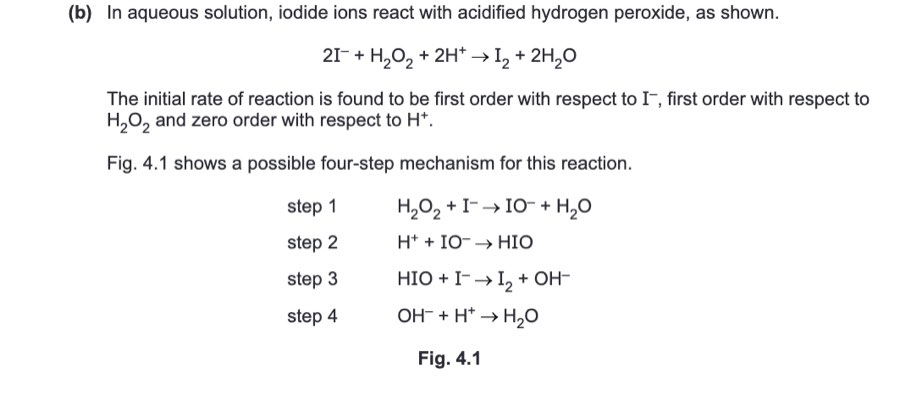 (b) In aqueous solution, iodide ions react with acidified hydrogen peroxide, as shown.
2I⁻ + H₂O₂ + 2H⁺ → I₂ + 2H₂O
The initial rate of reaction is found to be first order with respect to I⁻, first order with respect to
H₂O₂ and zero order with respect to H⁺.
Fig. 4.1 shows a possible four-step mechanism for this reaction.
step 1 H₂O₂ + I⁻ → IO⁻ + H₂O
step 2 H⁺ + IO⁻ → HIO
step 3 HIO + I⁻ → I₂ + OH⁻
step 4 OH⁻ + H⁺ → H₂O
Fig. 4.1